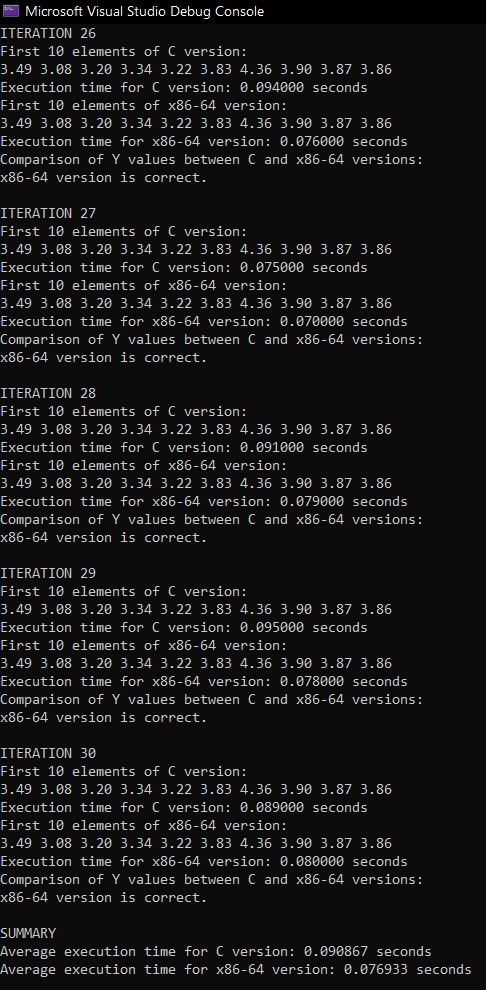 Microsoft Visual Studio Debug Console
ITERATION 26
First 10 elements of C version:
3.49 3.08 3.20 3.34 3.22 3.83 4.36 3.90 3.87 3.86
Execution time for C version: 0.094000 seconds
First 10 elements of x86-64 version:
3.49 3.08 3.20 3.34 3.22 3.83 4.36 3.90 3.87 3.86
Execution time for x86-64 version: 0.076000 seconds
Comparison of Y values between C and x86-64 versions:
x86-64 version is correct.
ITERATION 27
First 10 elements of C version:
3.49 3.08 3.20 3.34 3.22 3.83 4.36 3.90 3.87 3.86
Execution time for C version: 0.075000 seconds
First 10 elements of x86-64 version:
3.49 3.08 3.20 3.34 3.22 3.83 4.36 3.90 3.87 3.86
Execution time for x86-64 version: 0.070000 seconds
Comparison of Y values between C and x86-64 versions:
x86-64 version is correct.
ITERATION 28
First 10 elements of C version:
3.49 3.08 3.20 3.34 3.22 3.83 4.36 3.90 3.87 3.86
Execution time for C version: 0.091000 seconds
First 10 elements of x86-64 version:
3.49 3.08 3.20 3.34 3.22 3.83 4.36 3.90 3.87 3.86
Execution time for x86-64 version: 0.079000 seconds
Comparison of Y values between C and x86-64 versions:
x86-64 version is correct.
ITERATION 29
First 10 elements of C version:
3.49 3.08 3.20 3.34 3.22 3.83 4.36 3.90 3.87 3.86
Execution time for C version: 0.095000 seconds
First 10 elements of x86-64 version:
3.49 3.08 3.20 3.34 3.22 3.83 4.36 3.90 3.87 3.86
Execution time for x86-64 version: 0.078000 seconds
Comparison of Y values between C and x86-64 versions:
x86-64 version is correct.
ITERATION 30
First 10 elements of C version:
3.49 3.08 3.20 3.34 3.22 3.83 4.36 3.90 3.87 3.86
Execution time for C version: 0.089000 seconds
First 10 elements of x86-64 version:
3.49 3.08 3.20 3.34 3.22 3.83 4.36 3.90 3.87 3.86
Execution time for x86-64 version: 0.080000 seconds
Comparison of Y values between C and x86-64 versions:
x86-64 version is correct.
SUMMARY
Average execution time for C version: 0.090867 seconds
Average execution time for x86-64 version: 0.076933 seconds